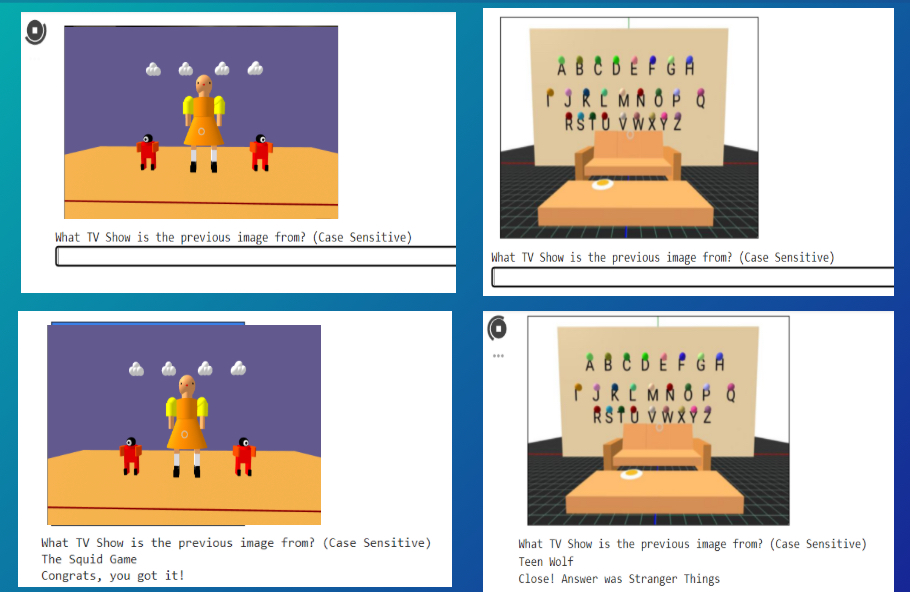 What TV Show is the previous image from? (Case Sensitive)
A B C D E F G H
I J K L M N O P Q
R S T U V W X Y Z
What TV Show is the previous image from? (Case Sensitive)
What TV Show is the previous image from? (Case Sensitive)
The Squid Game
Congrats, you got it!
A B C D E F G H
I J K L M N O P Q
R S T U V W X Y Z
What TV Show is the previous image from? (Case Sensitive)
Teen Wolf
Close! Answer was Stranger Things